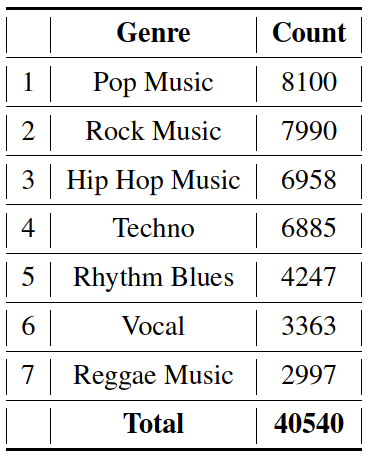 Genre Count
1 Pop Music 8100
2 Rock Music 7990
3 Hip Hop Music 6958
4 Techno 6885
5 Rhythm Blues 4247
6 Vocal 3363
7 Reggae Music 2997
Total 40540